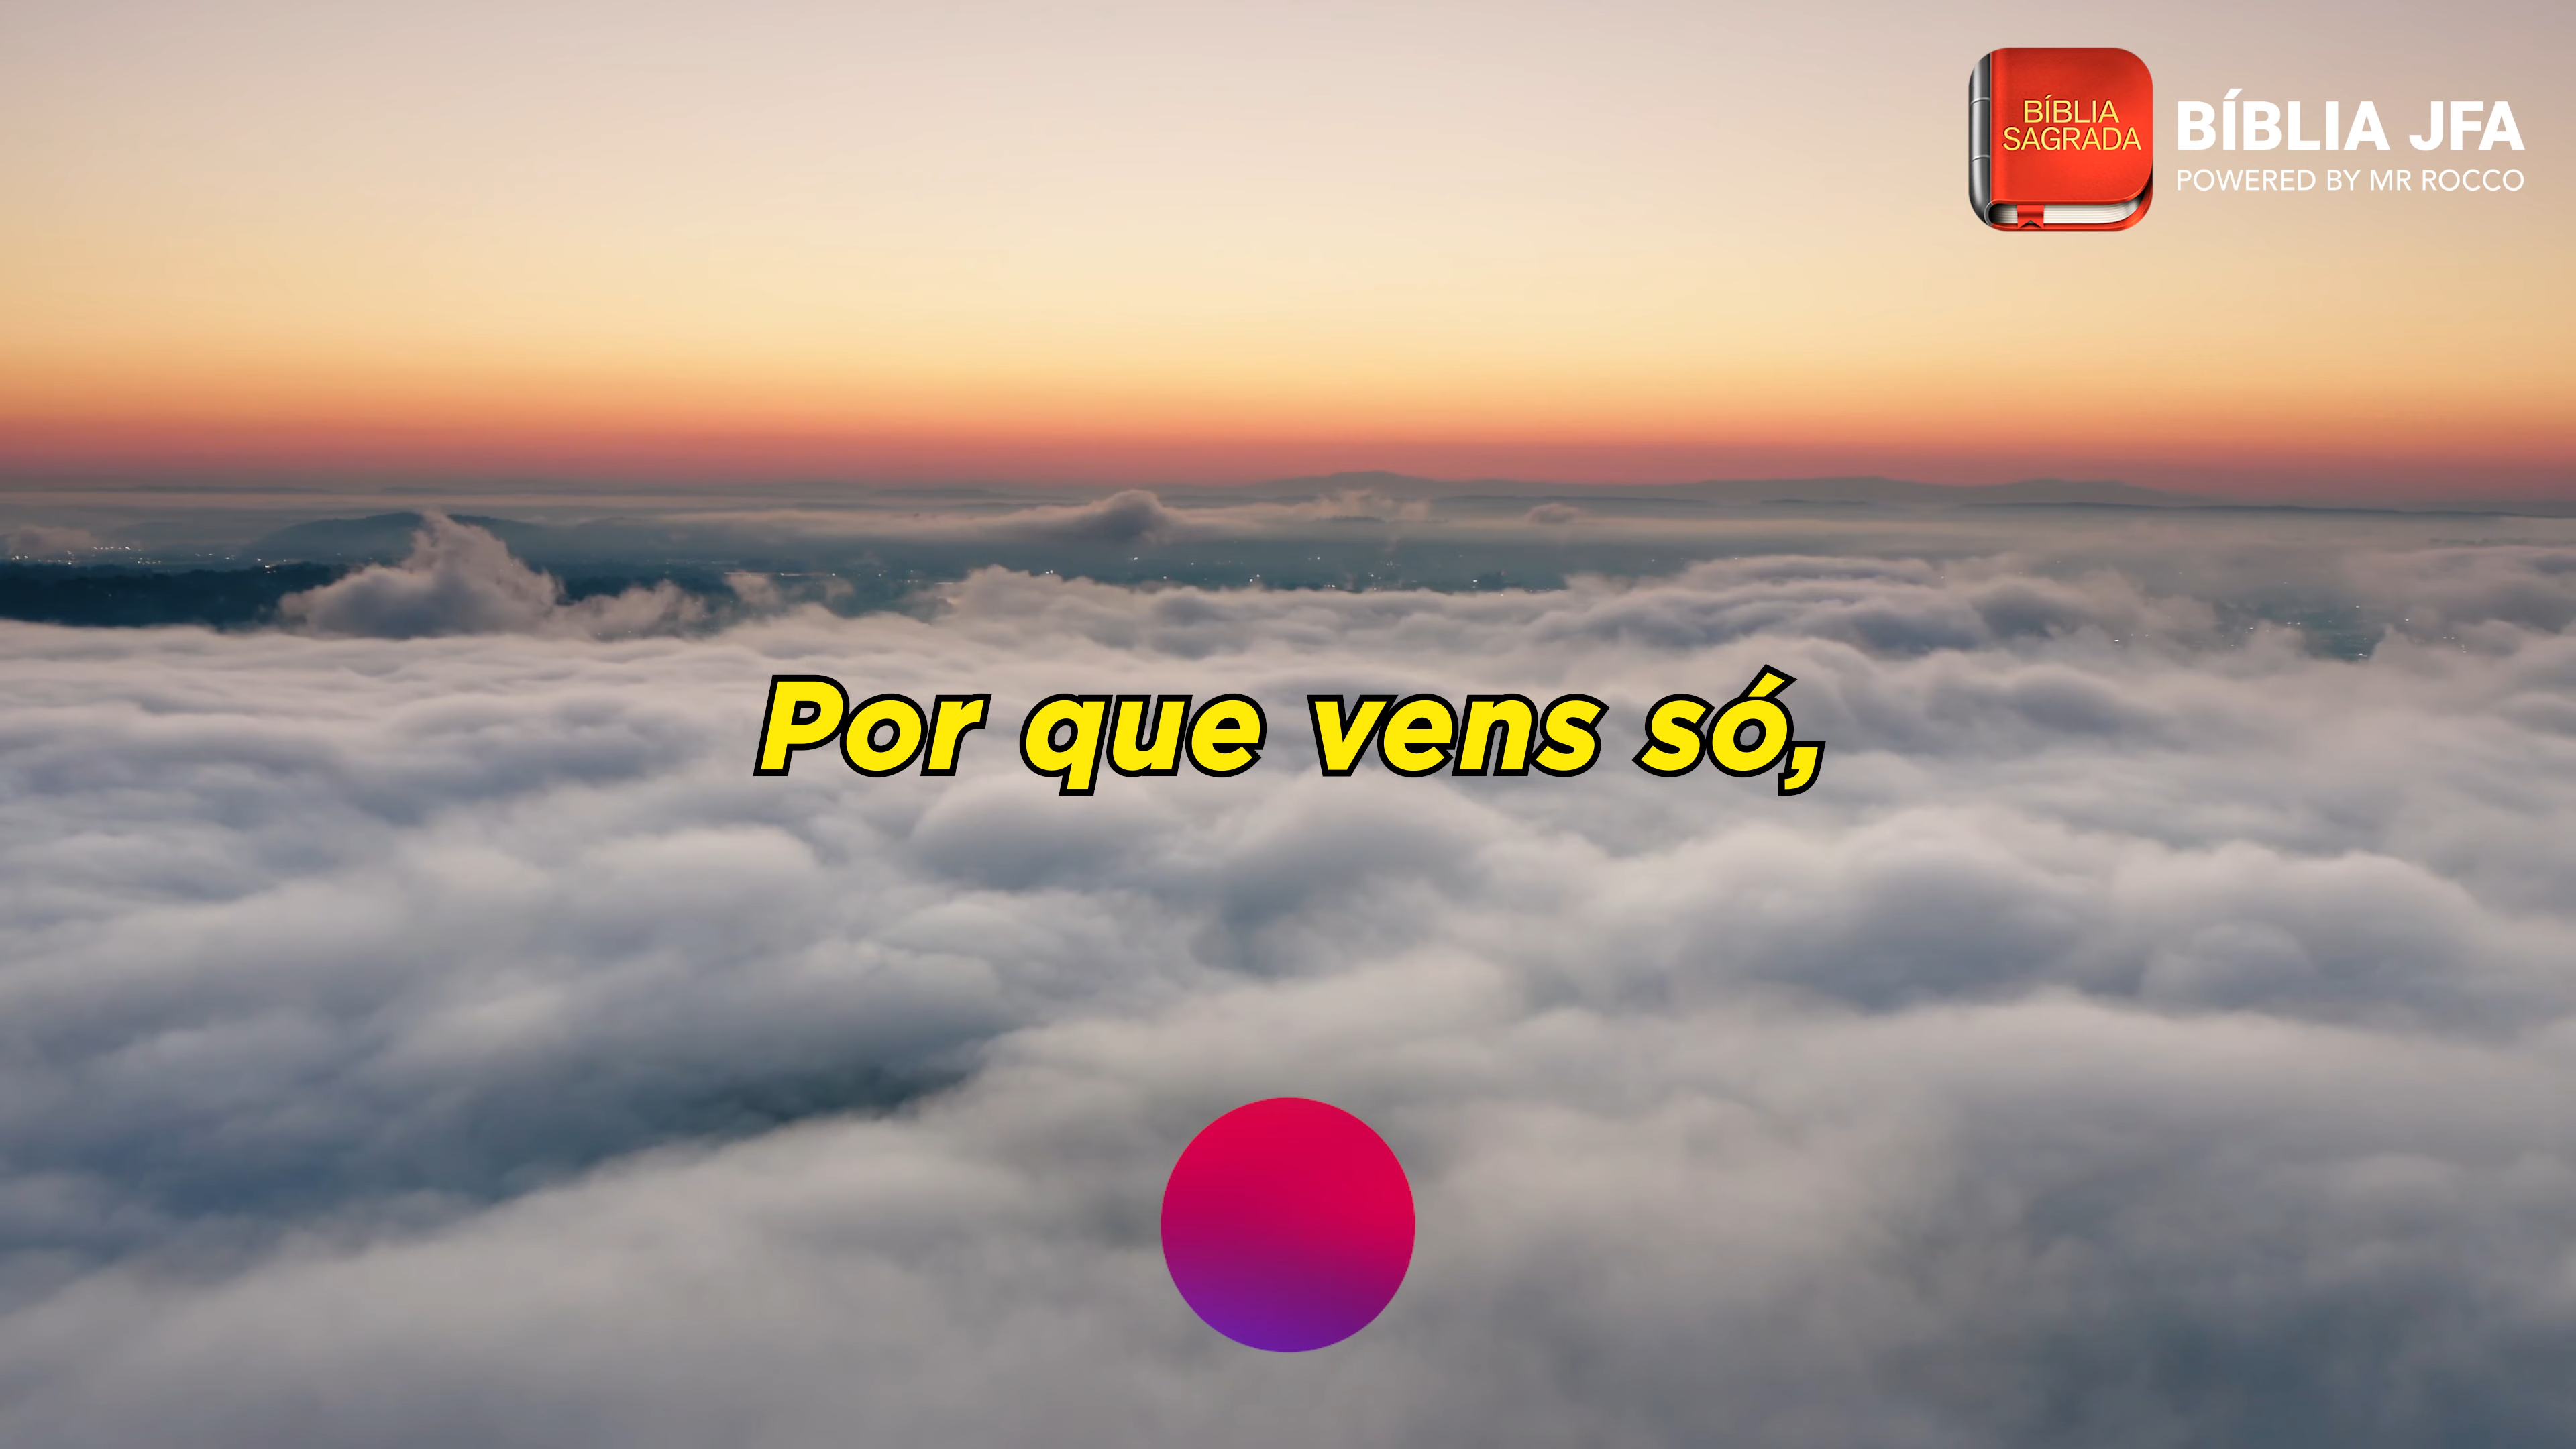 BÍBLIA
SAGRADA
BÍBLIA JFA
POWERED BY MR ROCCO
Por que vens só,